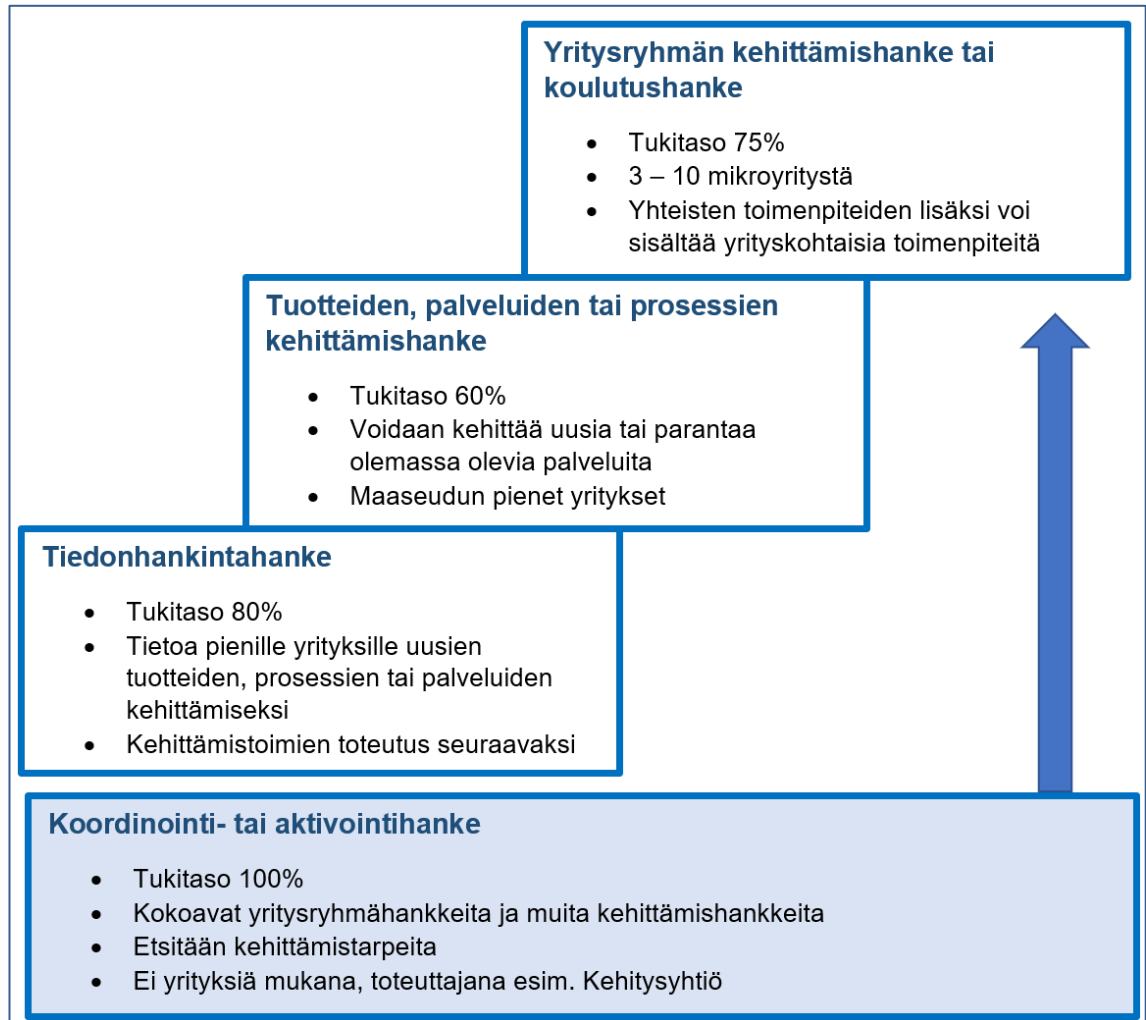 Yritysryhmän kehittämishanke tai
koulutushanke
• Tukitaso 75%
• 3 – 10 mikroyritystä
• Yhteisten toimenpiteiden lisäksi voi
sisältää yrityskohtaisia toimenpiteitä
Tuotteiden, palveluiden tai prosessien
kehittämishanke
• Tukitaso 60%
• Voidaan kehittää uusia tai parantaa
olemassa olevia palveluita
• Maaseudun pienet yritykset
Tiedonhankintahanke
• Tukitaso 80%
• Tietoa pienille yrityksille uusien
tuotteiden, prosessien tai palveluiden
kehittämiseksi
• Kehittämistoimien toteutus seuraavaksi
Koordinointi- tai aktivointihanke
• Tukitaso 100%
• Kokoavat yritysryhmähankkeita ja muita kehittämishankkeita
• Etsitään kehittämistarpeita
• Ei yrityksiä mukana, toteuttajana esim. Kehitysyhtiö